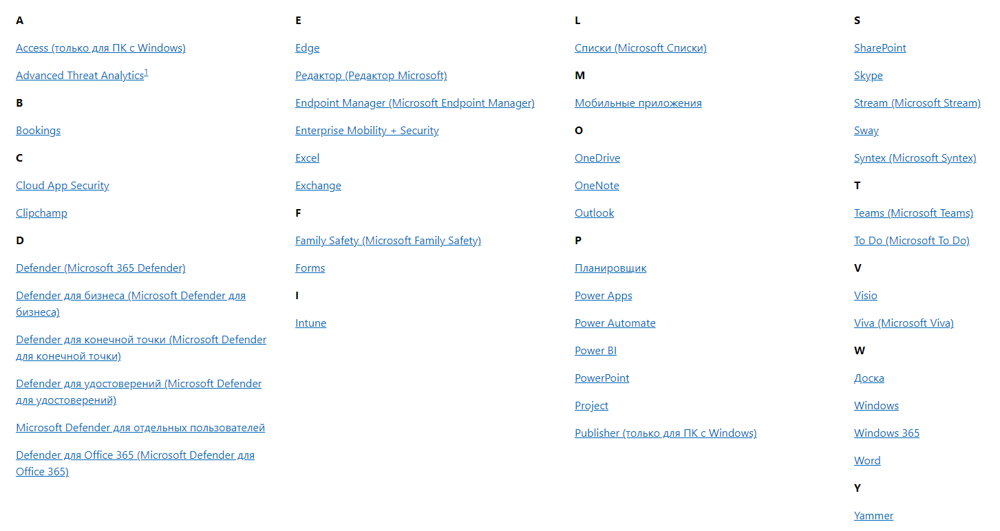 A
Access (только для ПК с Windows)
Advanced Threat Analytics1
B
Bookings
C
Cloud App Security
Clipchamp
D
Defender (Microsoft 365 Defender)
Defender для бизнеса (Microsoft Defender для
бизнеса)
Defender для конечной точки (Microsoft Defender
для конечной точки)
Defender для удостоверений (Microsoft Defender
для удостоверений)
Microsoft Defender для отдельных пользователей
Defender для Office 365 (Microsoft Defender для
Office 365)
E
Edge
Редактор (Редактор Microsoft)
Endpoint Manager (Microsoft Endpoint Manager)
Enterprise Mobility + Security
Excel
Exchange
F
Family Safety (Microsoft Family Safety)
Forms
I
Intune
L
Списки (Microsoft Списки)
M
Мобильные приложения
O
OneDrive
OneNote
Outlook
P
Планировщик
Power Apps
Power Automate
Power BI
PowerPoint
Project
Publisher (только для ПК с Windows)
S
SharePoint
Skype
Stream (Microsoft Stream)
Sway
Syntex (Microsoft Syntex)
T
Teams (Microsoft Teams)
To Do (Microsoft To Do)
V
Visio
Viva (Microsoft Viva)
W
Доска
Windows
Windows 365
Word
Y
Yammer